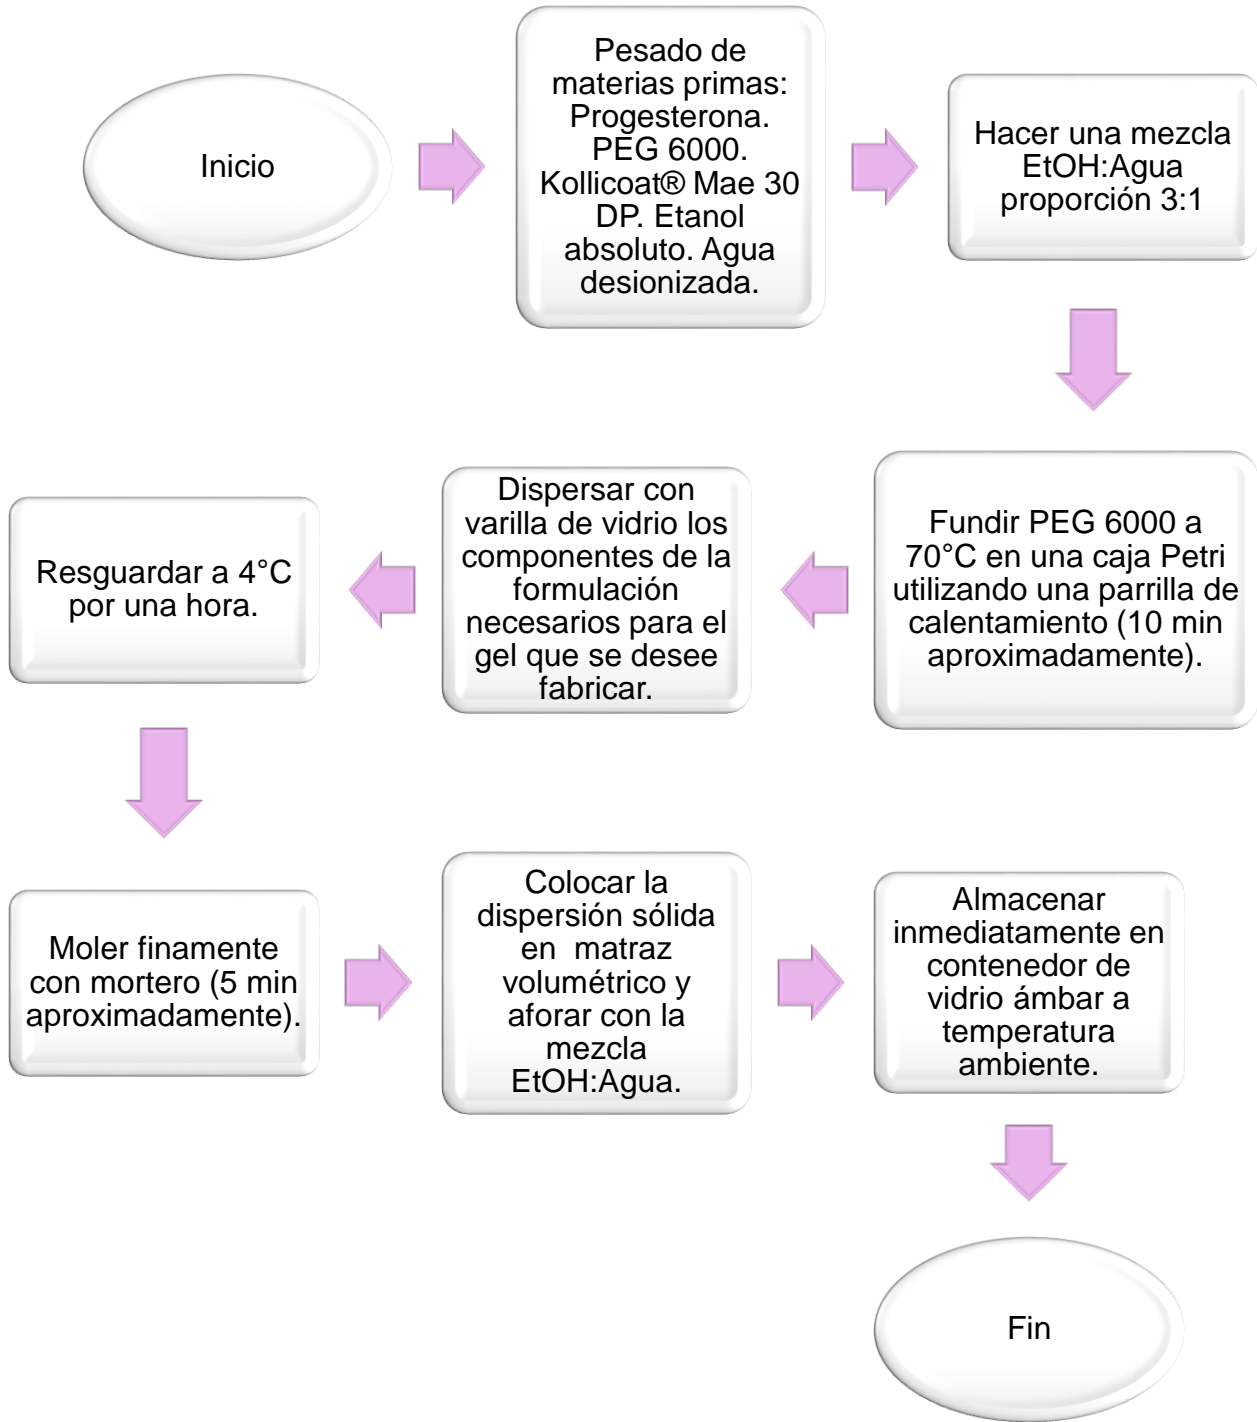 Inicio
Pesado de
materias primas:
Progesterona.
PEG 6000.
Kollicoat® Mae 30
DP. Etanol
absoluto. Agua
desionizada.
Hacer una mezcla
EtOH:Agua
proporción 3:1
Fundir PEG 6000 a
70°C en una caja Petri
utilizando una parrilla de
calentamiento (10 min
aproximadamente).
Dispersar con
varilla de vidrio los
componentes de la
formulación
necesarios para el
gel que se desee
fabricar.
Resguardar a 4°C
por una hora.
Moler finamente
con mortero (5 min
aproximadamente).
Colocar la
dispersión sólida
en matraz
volumétrico y
aforar con la
mezcla
EtOH:Agua.
Almacenar
inmediatamente en
contenedor de
vidrio ámbar a
temperatura
ambiente.
Fin